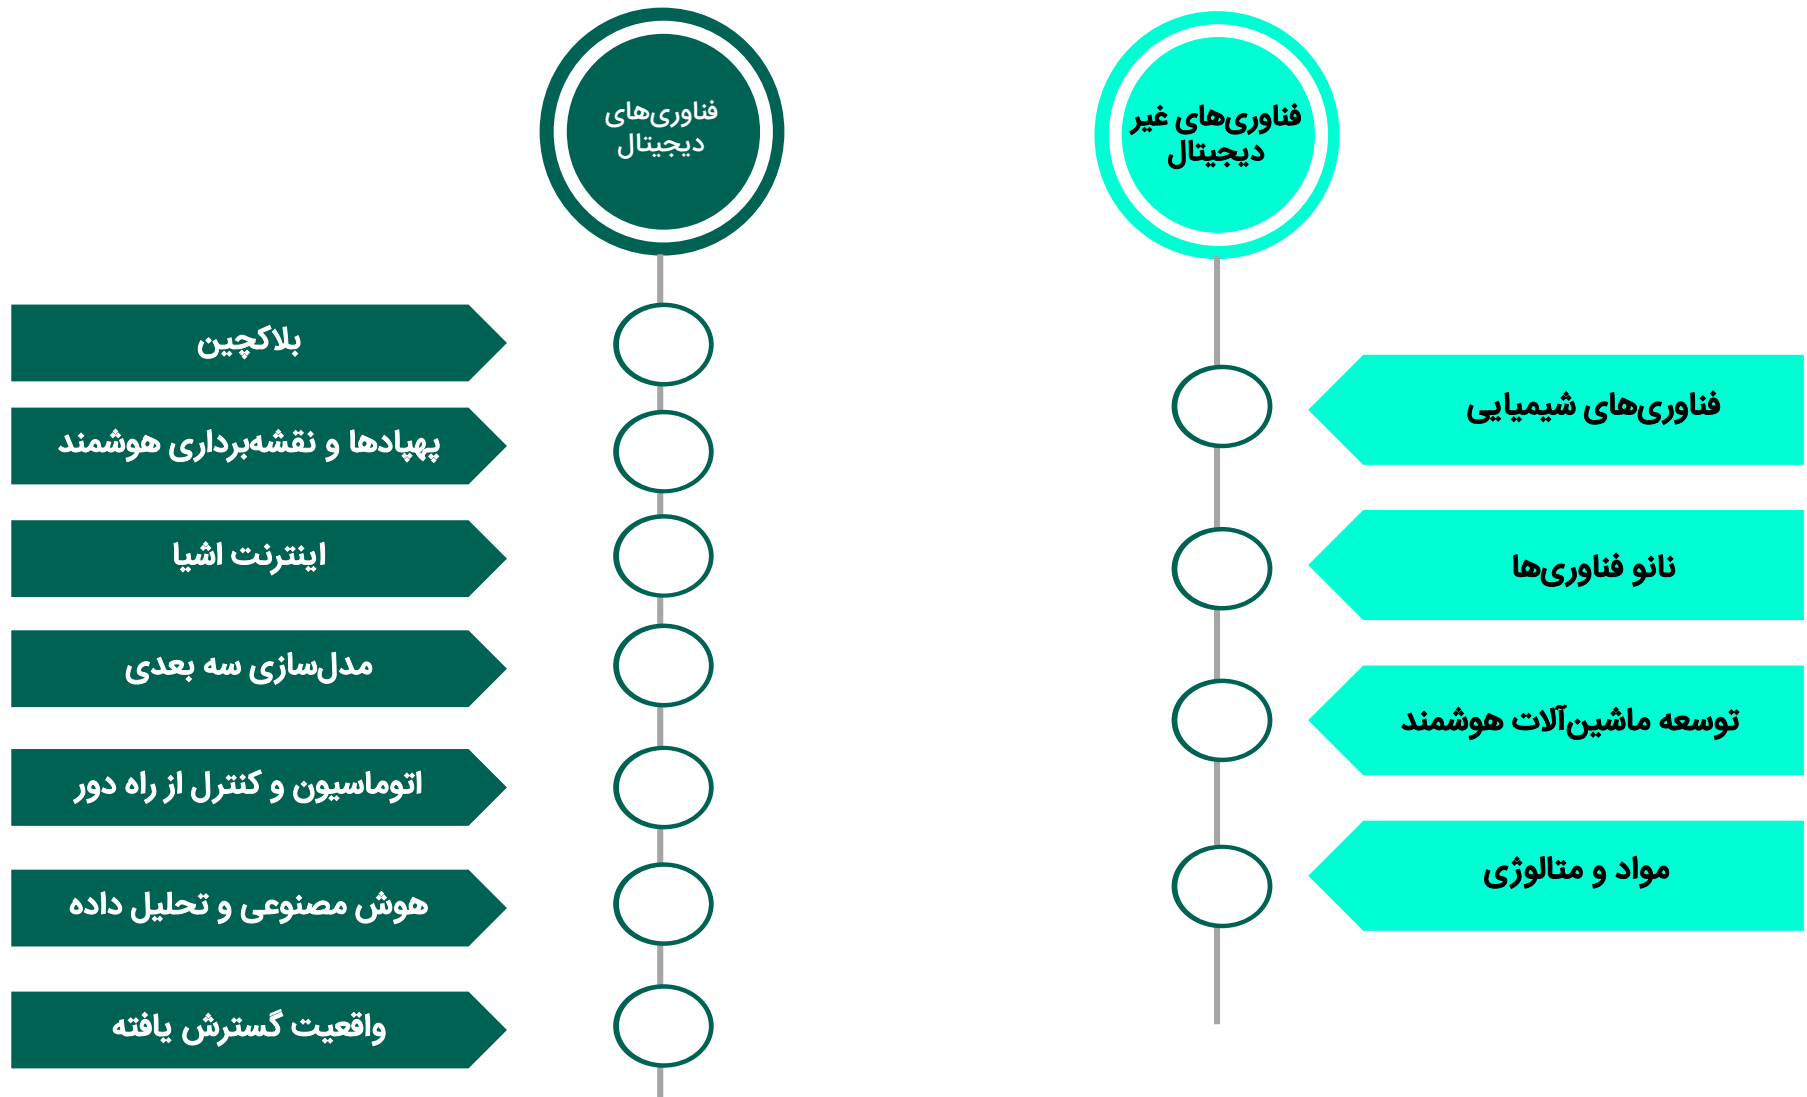 فناوری‌های غیر
دیجیتال
فناوری‌های شیمیایی
نانو فناوری‌ها
توسعه ماشین‌آلات هوشمند
مواد و متالوژی
فناوری‌های
دیجیتال
بلاکچین
پهپادها و نقشه‌برداری هوشمند
اینترنت اشیا
مدل‌سازی سه بعدی
اتوماسیون و کنترل از راه دور
هوش مصنوعی و تحلیل داده
واقعیت گسترش یافته